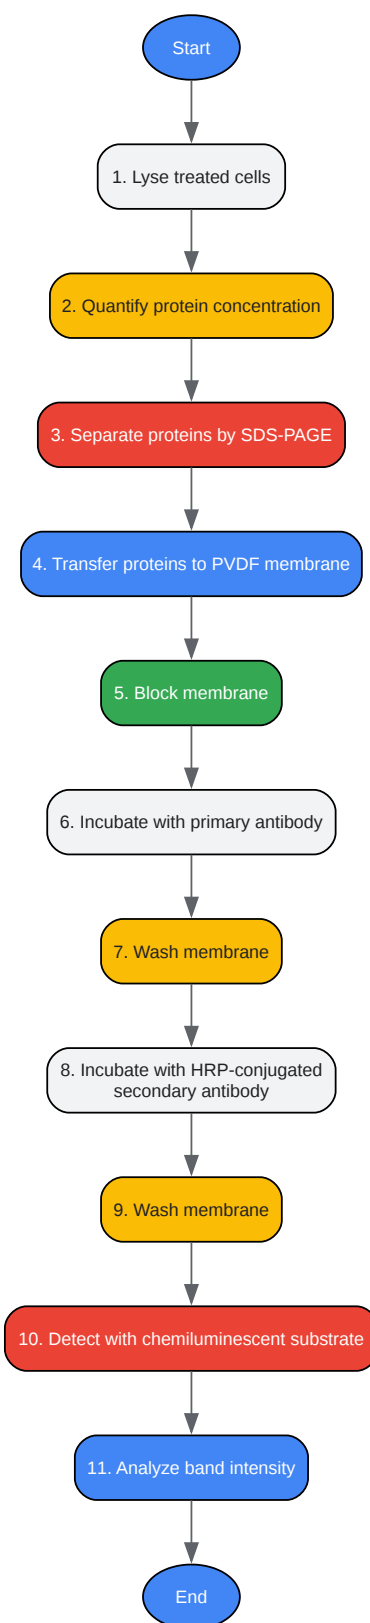 Start
1. Lyse treated cells
2. Quantify protein concentration
3. Separate proteins by SDS-PAGE
4. Transfer proteins to PVDF membrane
5. Block membrane
6. Incubate with primary antibody
7. Wash membrane
8. Incubate with HRP-conjugated
secondary antibody
9. Wash membrane
10. Detect with chemiluminescent substrate
11. Analyze band intensity
End